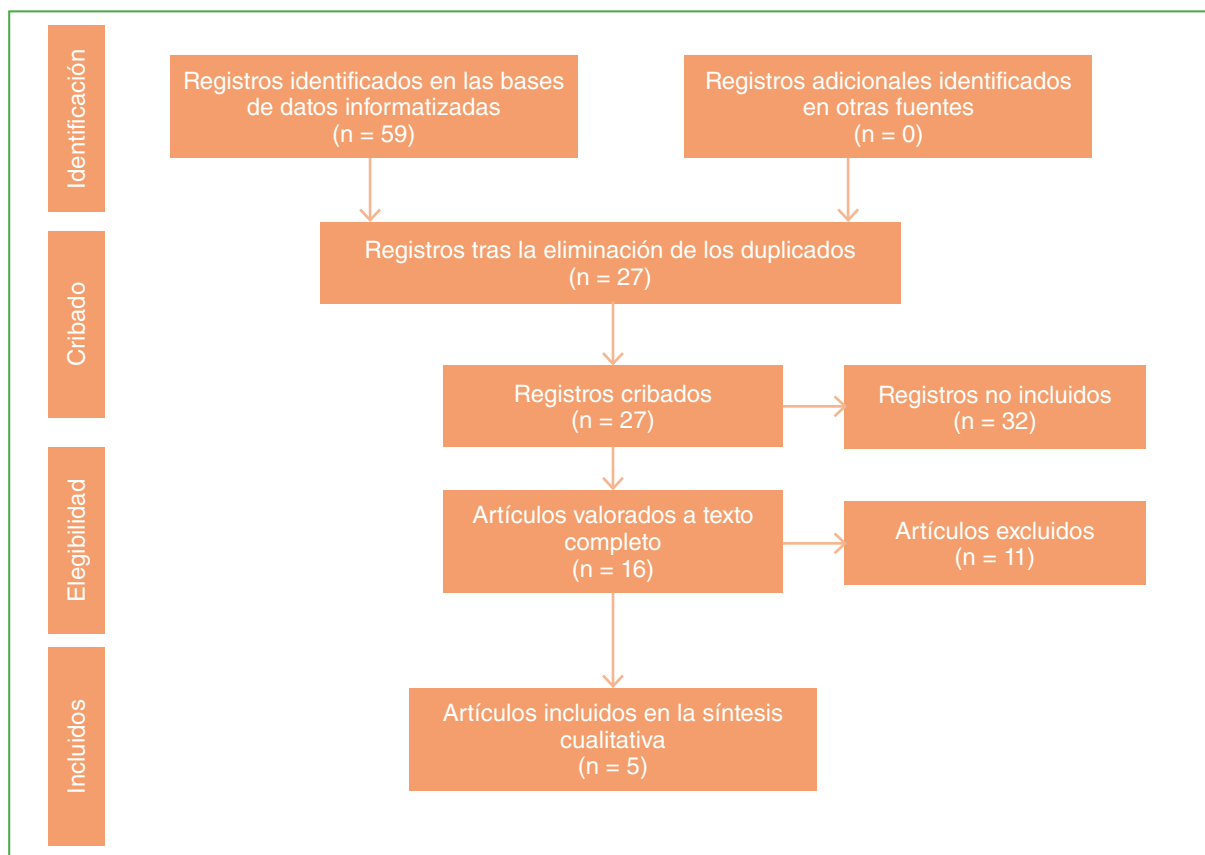 Identificación
Registros identificados en las bases
de datos informatizadas
(n = 59)
Registros adicionales identificados
en otras fuentes
(n = 0)
Cribado
Registros tras la eliminación de los duplicados
(n = 27)
Registros cribados
(n = 27)
Registros no incluidos
(n = 32)
Elegibilidad
Artículos valorados a texto
completo
(n = 16)
Artículos excluidos
(n = 11)
Incluidos
Artículos incluidos en la síntesis
cualitativa
(n = 5)